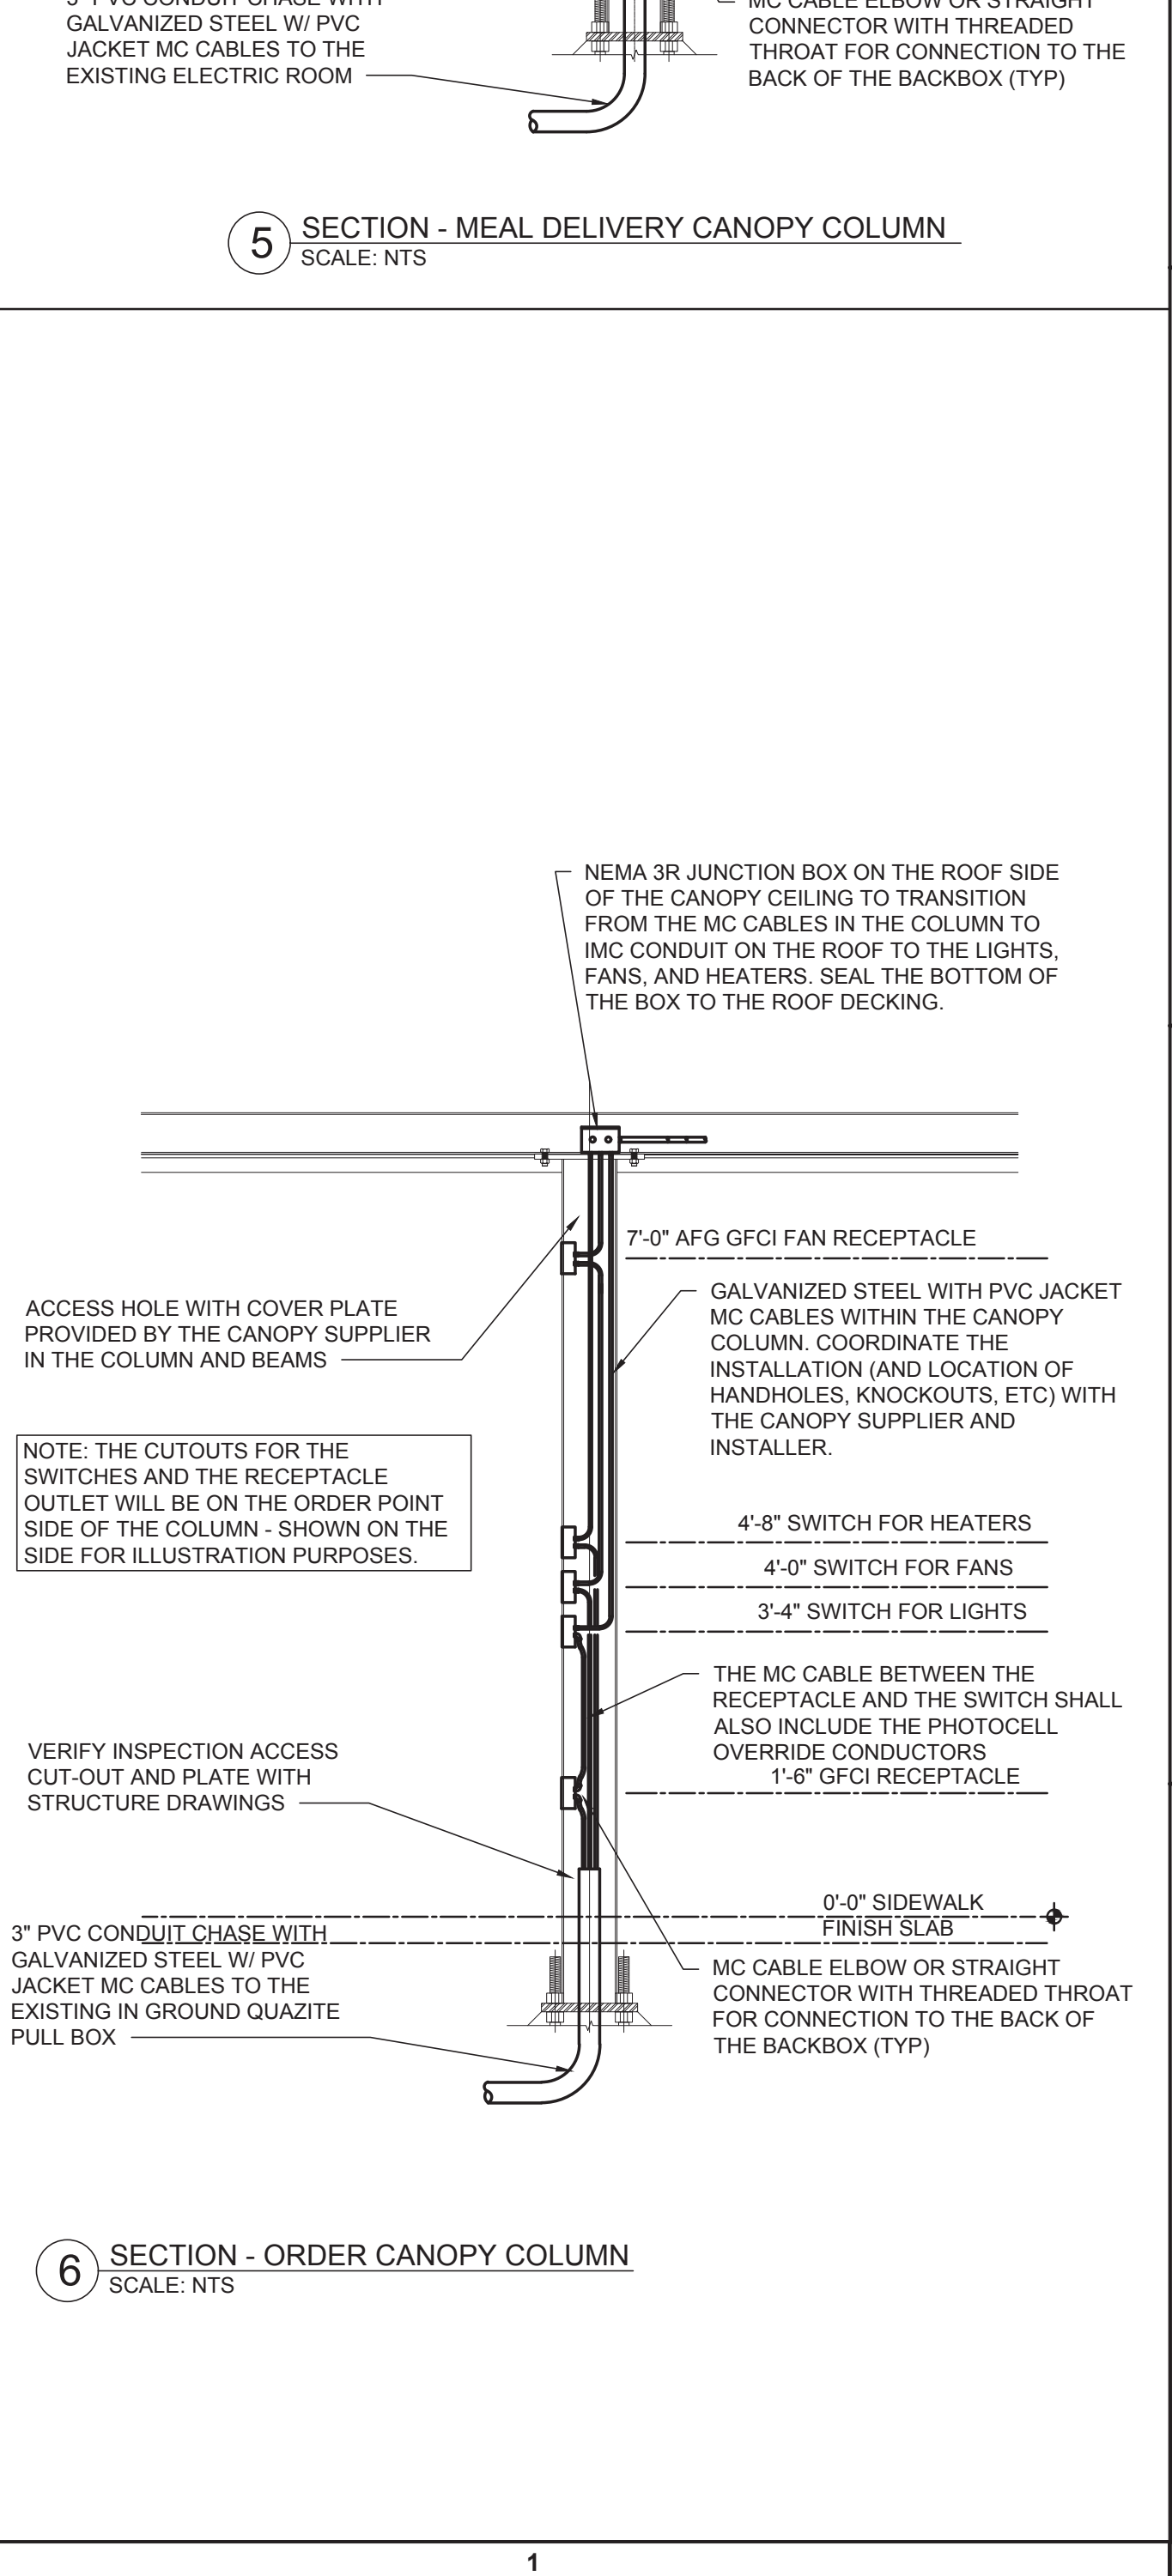 3" PVC CONDUIT CHASE WITH
GALVANIZED STEEL W/ PVC
JACKET MC CABLES TO THE
EXISTING ELECTRIC ROOM
MC CABLE ELBOW OR STRAIGHT
CONNECTOR WITH THREADED
THROAT FOR CONNECTION TO THE
BACK OF THE BACKBOX (TYP)
5
SECTION - MEAL DELIVERY CANOPY COLUMN
SCALE: NTS
NEMA 3R JUNCTION BOX ON THE ROOF SIDE
OF THE CANOPY CEILING TO TRANSITION
FROM THE MC CABLES IN THE COLUMN TO
IMC CONDUIT ON THE ROOF TO THE LIGHTS,
FANS, AND HEATERS. SEAL THE BOTTOM OF
THE BOX TO THE ROOF DECKING.
7'-0" AFG GFCI FAN RECEPTACLE
ACCESS HOLE WITH COVER PLATE
PROVIDED BY THE CANOPY SUPPLIER
IN THE COLUMN AND BEAMS
GALVANIZED STEEL WITH PVC JACKET
MC CABLES WITHIN THE CANOPY
COLUMN. COORDINATE THE
INSTALLATION (AND LOCATION OF
HANDHOLES, KNOCKOUTS, ETC) WITH
THE CANOPY SUPPLIER AND
INSTALLER.
NOTE: THE CUTOUTS FOR THE
SWITCHES AND THE RECEPTACLE
OUTLET WILL BE ON THE ORDER POINT
SIDE OF THE COLUMN - SHOWN ON THE
SIDE FOR ILLUSTRATION PURPOSES.
4'-8" SWITCH FOR HEATERS
4'-0" SWITCH FOR FANS
3'-4" SWITCH FOR LIGHTS
THE MC CABLE BETWEEN THE
RECEPTACLE AND THE SWITCH SHALL
ALSO INCLUDE THE PHOTOCELL
OVERRIDE CONDUCTORS
1'-6" GFCI RECEPTACLE
VERIFY INSPECTION ACCESS
CUT-OUT AND PLATE WITH
STRUCTURE DRAWINGS
0'-0" SIDEWALK
FINISH SLAB
3" PVC CONDUIT CHASE WITH
GALVANIZED STEEL W/ PVC
JACKET MC CABLES TO THE
EXISTING IN GROUND QUAZITE
PULL BOX
MC CABLE ELBOW OR STRAIGHT
CONNECTOR WITH THREADED THROAT
FOR CONNECTION TO THE BACK OF
THE BACKBOX (TYP)
6
SECTION - ORDER CANOPY COLUMN
SCALE: NTS
1